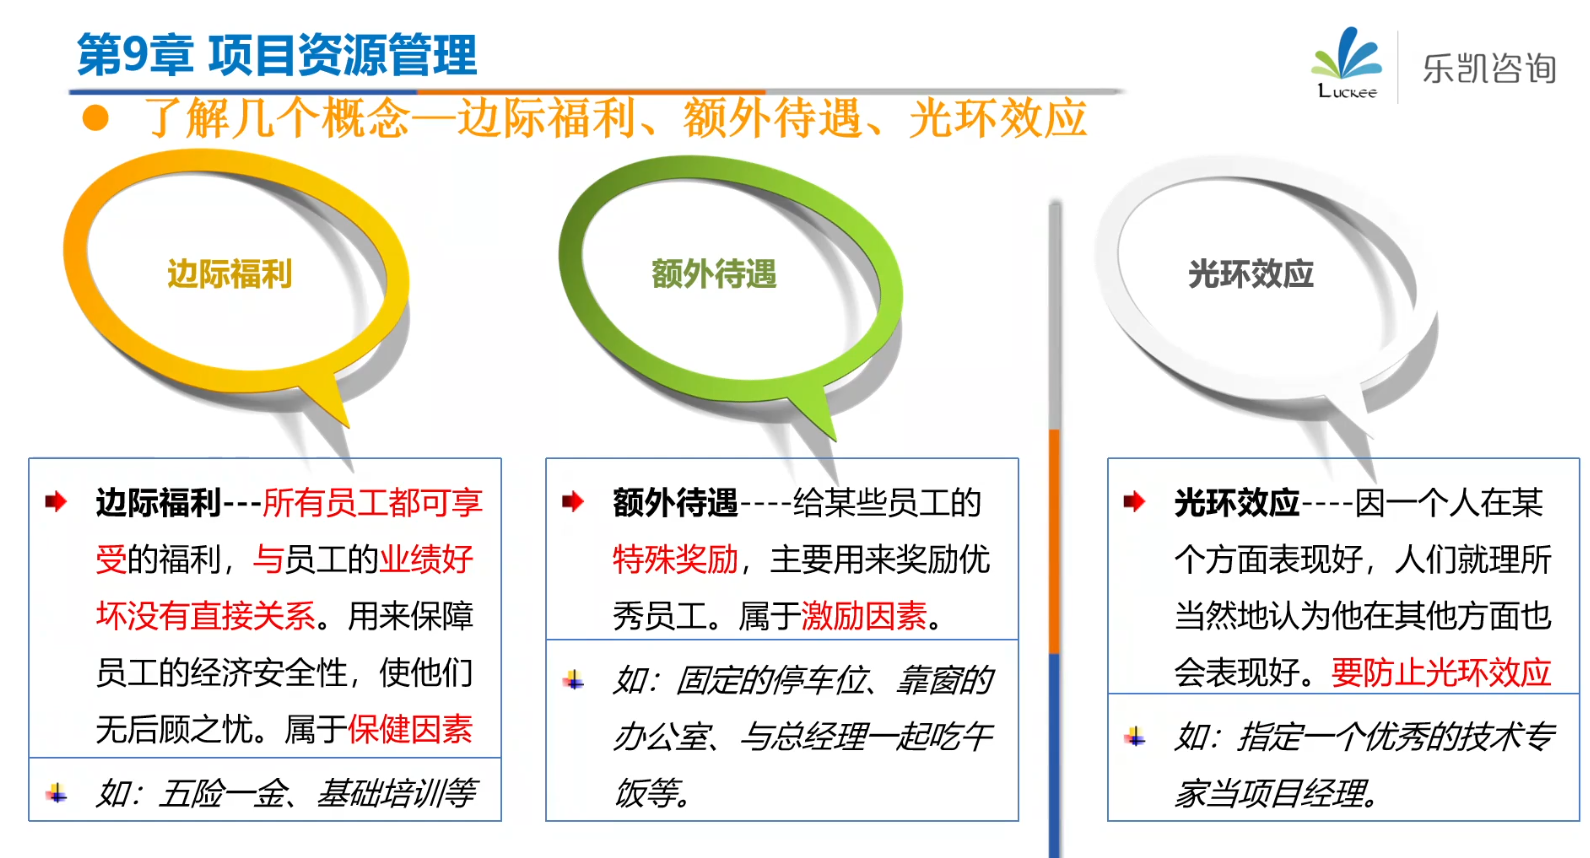 第9章 项目资源管理
Luckee
乐凯咨询
了解几个概念—边际福利、额外待遇、光环效应
边际福利
额外待遇
光环效应
边际福利---所有员工都可享
受的福利，与员工的业绩好
坏没有直接关系。用来保障
员工的经济安全性，使他们
无后顾之忧。属于保健因素
如：五险一金、基础培训等
额外待遇----给某些员工的
特殊奖励，主要用来奖励优
秀员工。属于激励因素。
如：固定的停车位、靠窗的
办公室、与总经理一起吃午
饭等。
光环效应----因一个人在某
个方面表现好，人们就理所
当然地认为他在其他方面也
会表现好。要防止光环效应
如：指定一个优秀的技术专
家当项目经理。